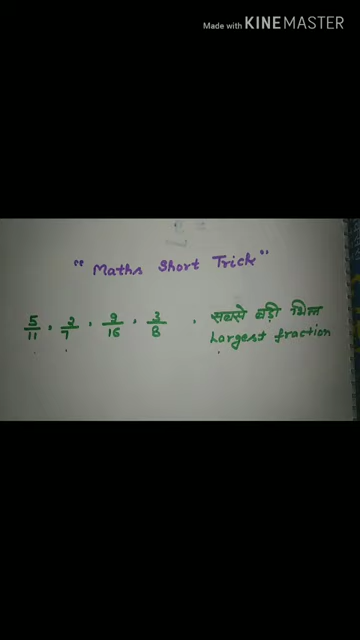 Made with KINEMASTER
"Maths Short Trick"
5/11, 2/7, 9/16, 3/8, सबसे बड़ी भिन्न
Largest fraction